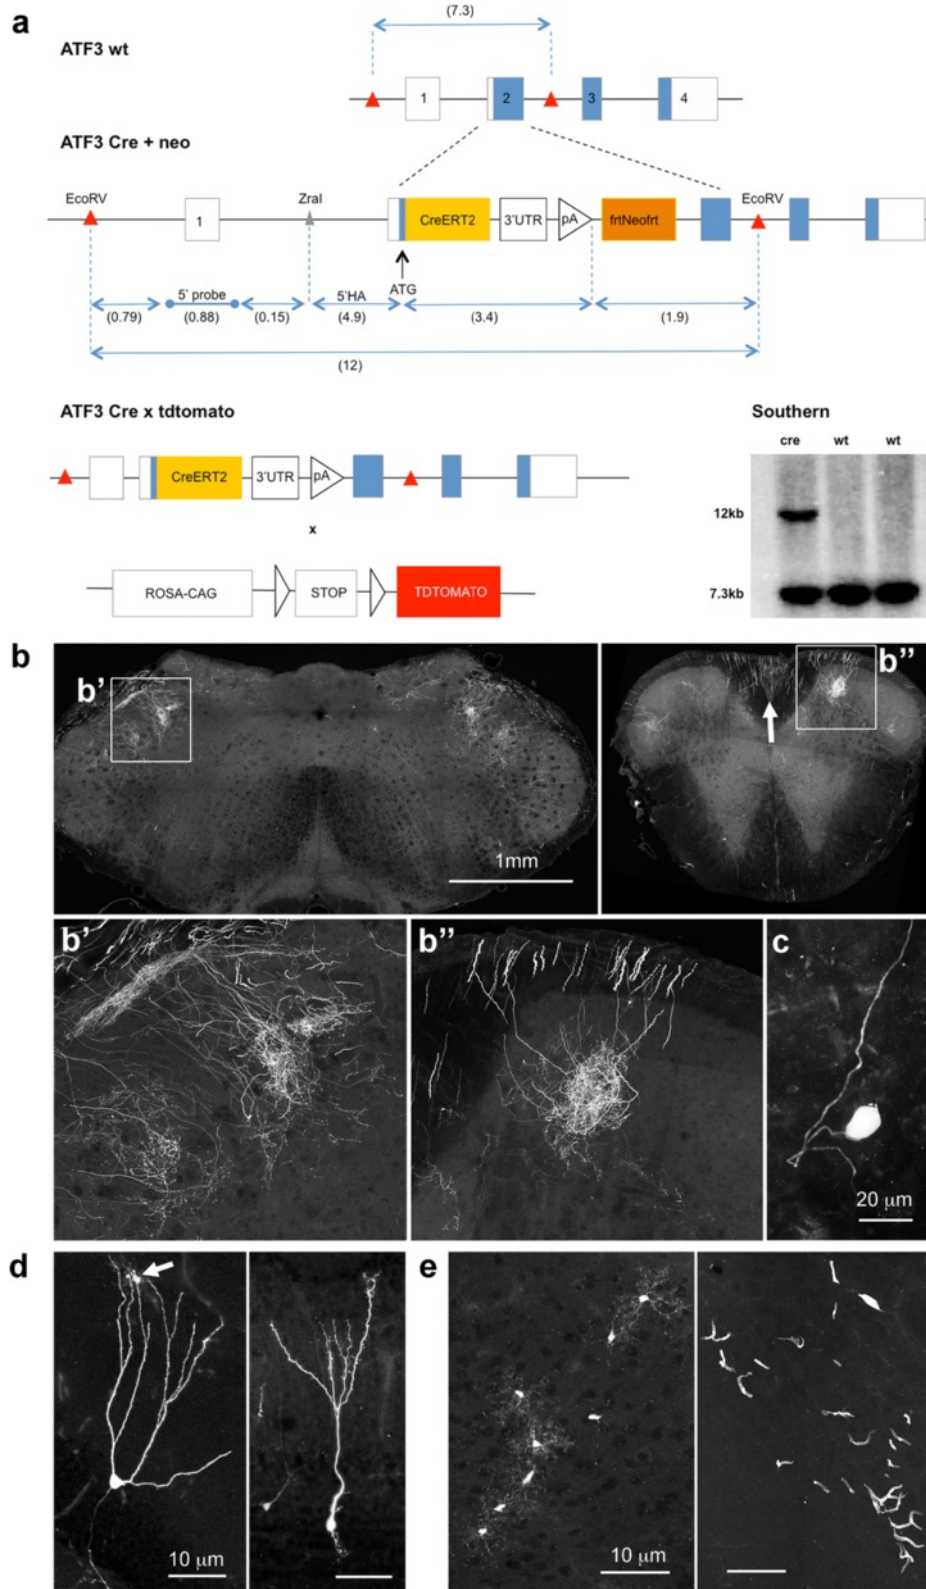 a
(7.3)
ATF3 wt
1 2 3 4
ATF3 Cre + neo
EcoRV ZraI EcoRV
1 CreERT2 3'UTR pA frtNeofrt
5' probe 5'HA ATG
(0.79) (0.88) (0.15) (4.9) (3.4) (1.9)
(12)
ATF3 Cre x tdtomato
CreERT2 3'UTR pA
x
ROSA-CAG STOP TDTOMATO
Southern
cre wt wt
12kb
7.3kb
b
b'
1mm
b''
b'
b''
c
20 µm
d
10 µm
e
10 µm